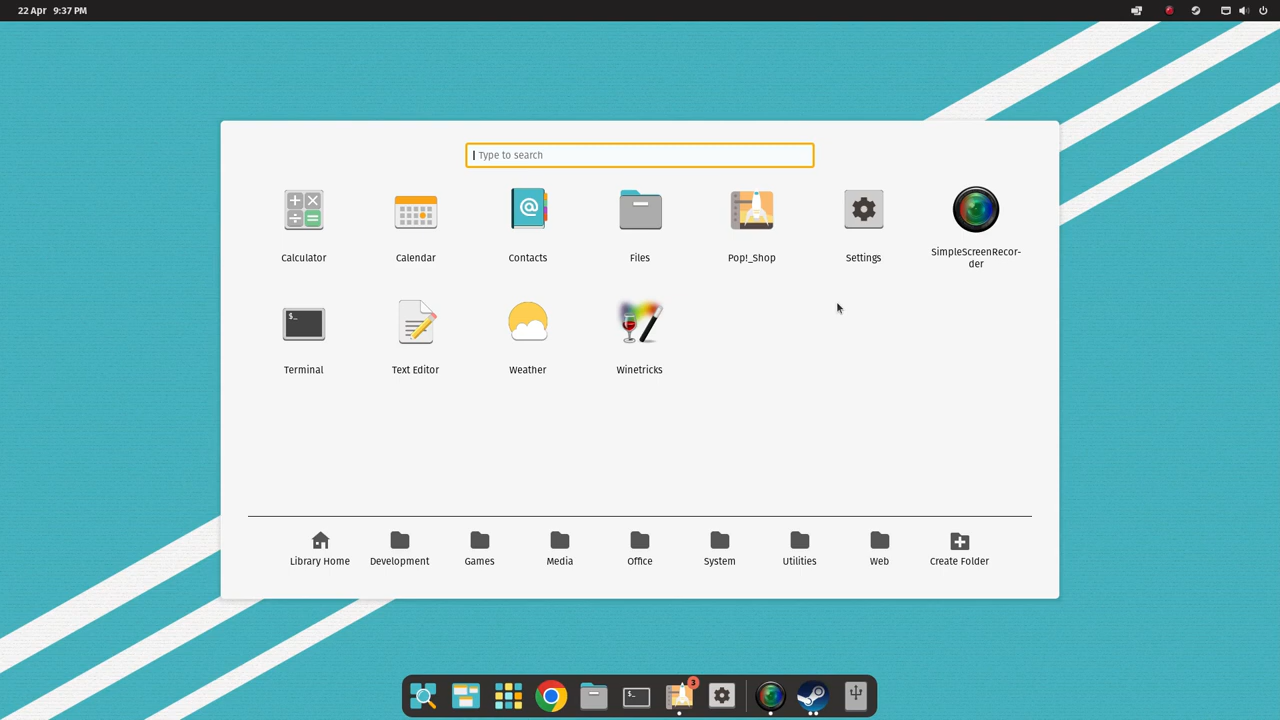 22 Apr 9:37 PM
Type to search
Calculator
Calendar
Contacts
Files
Pop!_Shop
Settings
SimpleScreenRecor-
der
$_
Terminal
Text Editor
Weather
Winetricks
Library Home
Development
Games
Media
Office
System
Utilities
Web
Create Folder
$_
3